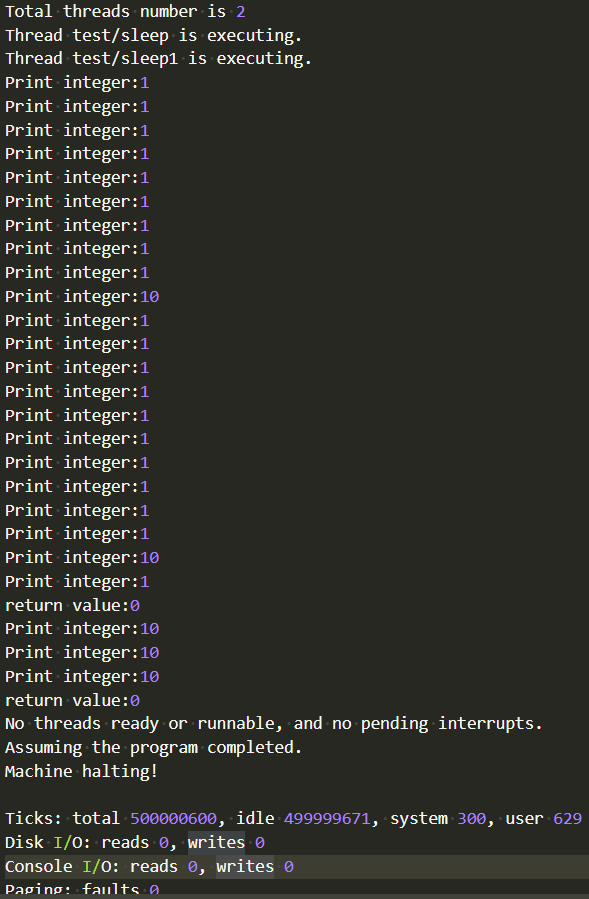 Total threads number is 2
Thread test/sleep is executing.
Thread test/sleep1 is executing.
Print integer:1
Print integer:1
Print integer:1
Print integer:1
Print integer:1
Print integer:1
Print integer:1
Print integer:1
Print integer:1
Print integer:10
Print integer:1
Print integer:1
Print integer:1
Print integer:1
Print integer:1
Print integer:1
Print integer:1
Print integer:1
Print integer:1
Print integer:1
Print integer:10
Print integer:1
return value:0
Print integer:10
Print integer:10
Print integer:10
return value:0
No threads ready or runnable, and no pending interrupts.
Assuming the program completed.
Machine halting!
Ticks: total 500000600, idle 499999671, system 300, user 629
Disk I/O: reads 0, writes 0
Console I/O: reads 0, writes 0
Paging: faults 0